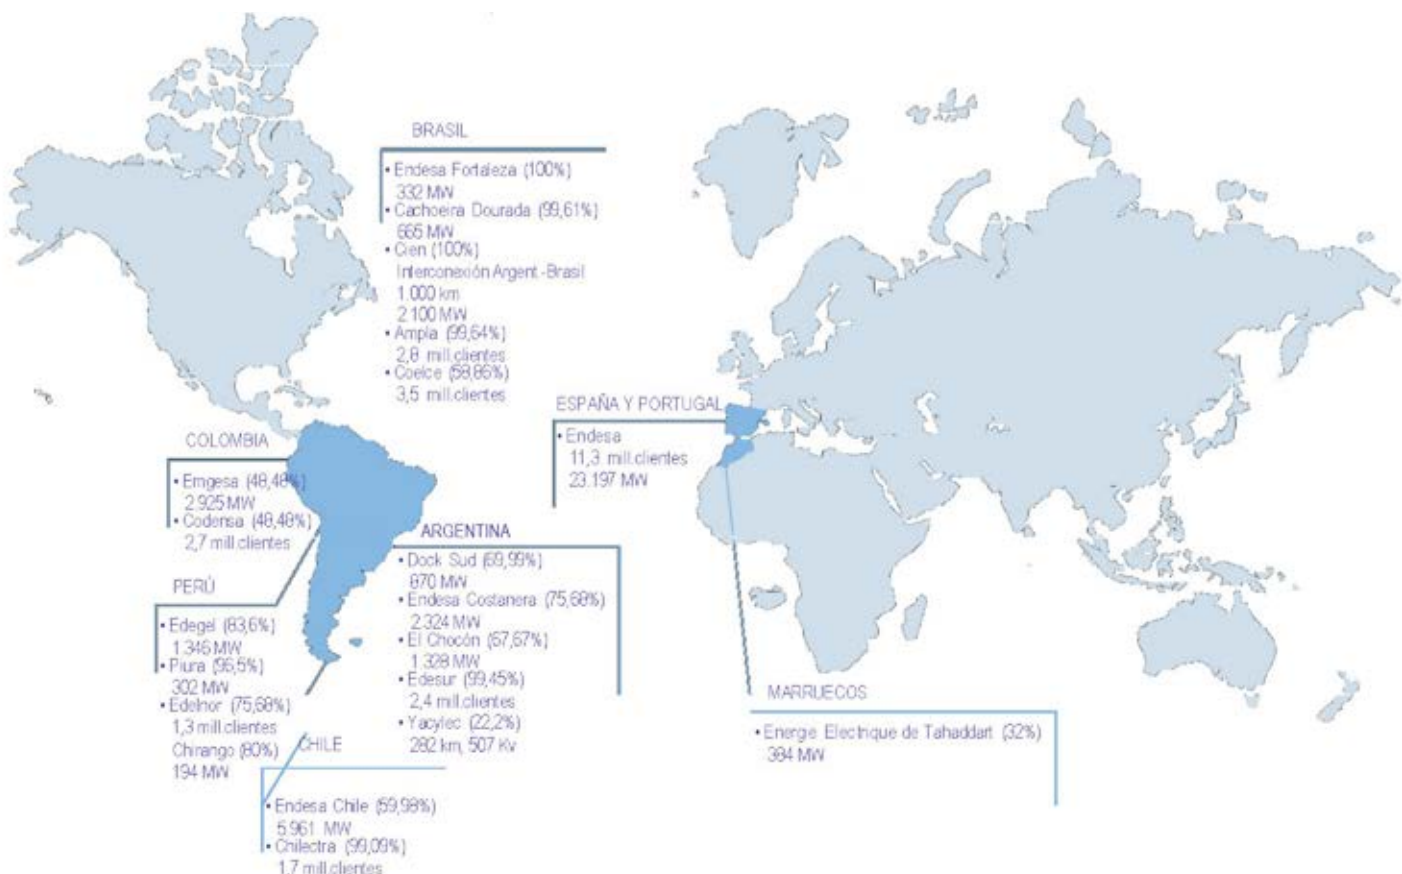 BRASIL
• Endesa Fortaleza (100%)
332 MW
• Cachoeira Dourada (99,61%)
665 MW
• Cien (100%)
Interconexión Argent.-Brasil
1.000 km
2.100 MW
• Ampla (99,64%)
2,8 mill.clientes
• Coelce (58,86%)
3,5 mill.clientes
ESPAÑA Y PORTUGAL
• Endesa
11,3 mill.clientes
23.197 MW
COLOMBIA
• Emgesa (48,48%)
2.925 MW
• Codensa (48,48%)
2,7 mill.clientes
PERÚ
• Edegel (83,6%)
1.346 MW
• Piura (96,5%)
302 MW
• Edelnor (75,68%)
1,3 mill.clientes
Chirango (80%)
194 MW
ARGENTINA
• Dock Sud (69,99%)
870 MW
• Endesa Costanera (75,68%)
2.324 MW
• El Chocón (67,67%)
1.328 MW
• Edesur (99,45%)
2,4 mill.clientes
• Yacylec (22,2%)
282 km, 507 Kv
CHILE
• Endesa Chile (59,98%)
5.961 MW
• Chilectra (99,09%)
1,7 mill.clientes
MARRUECOS
• Energie Electrique de Tahaddart (32%)
384 MW